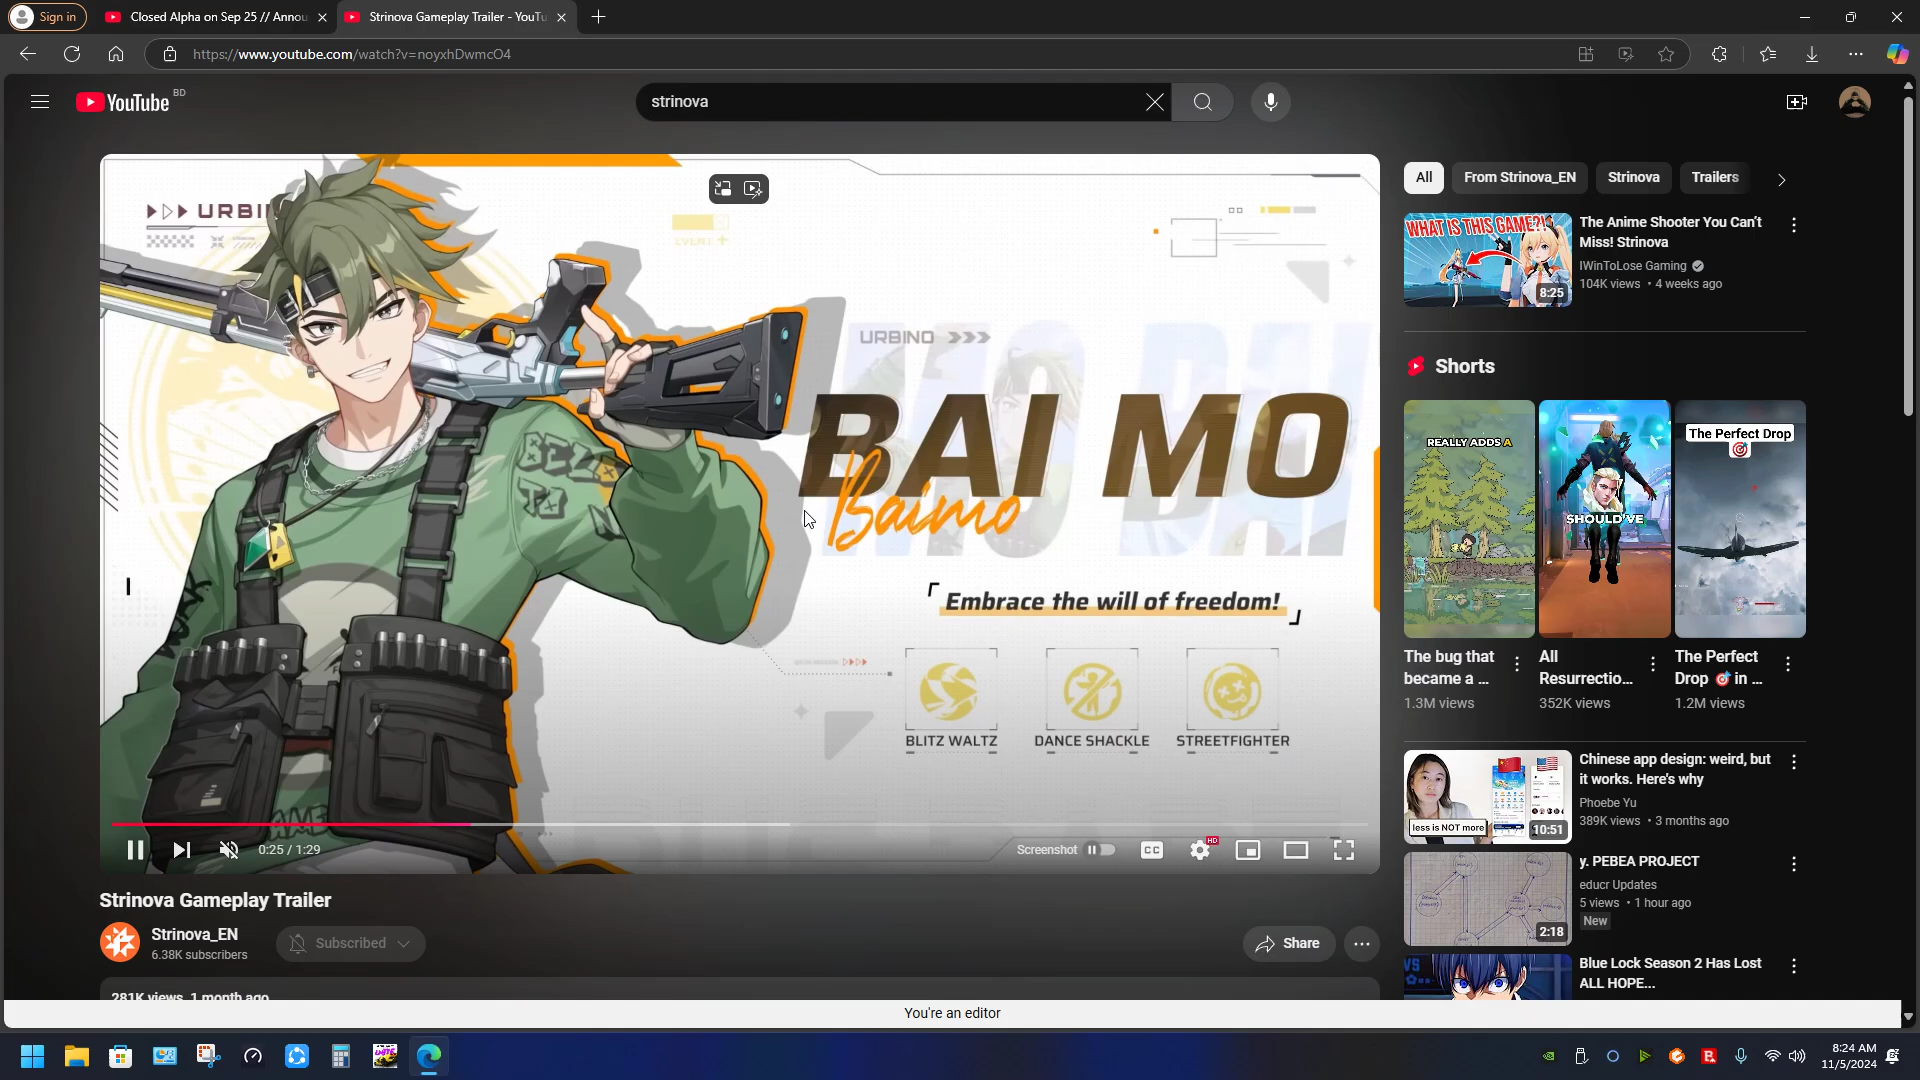 Sign in
Closed Alpha on Sep 25 // Annou
Strinova Gameplay Trailer - YouTu
https://www.youtube.com/watch?v=noyxhDwmcO4
YouTube BD
strinova
URBI
EVENT
URBINO >>>
BAI MO
Baimo
「Embrace the will of freedom!」
BLITZ WALTZ
DANCE SHACKLE
STREETFIGHTER
0:25 / 1:29
Screenshot
CC
HD
Strinova Gameplay Trailer
Strinova_EN
6.38K subscribers
Subscribed
Share
281K views 1 month ago
All
From Strinova_EN
Strinova
Trailers
WHAT IS THIS GAME?!
8:25
The Anime Shooter You Can't
Miss! Strinova
IWinToLose Gaming
104K views • 4 weeks ago
Shorts
REALLY ADDS A
SHOULD'VE
The Perfect Drop
The bug that
became a ...
1.3M views
All
Resurrectio...
352K views
The Perfect
Drop 🎯 in ...
1.2M views
less is NOT more
10:51
Chinese app design: weird, but
it works. Here's why
Phoebe Yu
389K views • 3 months ago
2:18
y. PEBEA PROJECT
educr Updates
5 views • 1 hour ago
New
VS
Blue Lock Season 2 Has Lost
ALL HOPE...
You're an editor
8:24 AM
11/5/2024